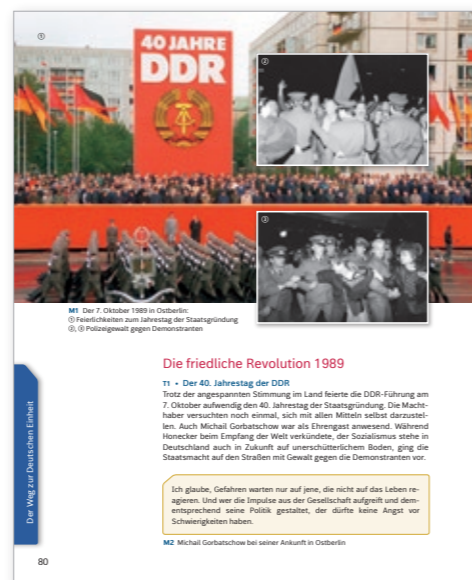 ①
40 JAHRE
DDR
②
③
M1 Der 7. Oktober 1989 in Ostberlin:
① Feierlichkeiten zum Jahrestag der Staatsgründung
②, ③ Polizeigewalt gegen Demonstranten
Die friedliche Revolution 1989
T1 • Der 40. Jahrestag der DDR
Trotz der angespannten Stimmung im Land feierte die DDR-Führung am
7. Oktober aufwendig den 40. Jahrestag der Staatsgründung. Die Macht-
haber versuchten noch einmal, sich mit allen Mitteln selbst darzustel-
len. Auch Michail Gorbatschow war als Ehrengast anwesend. Während
Honecker beim Empfang der Welt verkündete, der Sozialismus stehe in
Deutschland auch in Zukunft auf unerschütterlichem Boden, ging die
Staatsmacht auf den Straßen mit Gewalt gegen die Demonstranten vor.
Ich glaube, Gefahren warten nur auf jene, die nicht auf das Leben re-
agieren. Und wer die Impulse aus der Gesellschaft aufgreift und dem-
entsprechend seine Politik gestaltet, der dürfte keine Angst vor
Schwierigkeiten haben.
M2 Michail Gorbatschow bei seiner Ankunft in Ostberlin
Der Weg zur Deutschen Einheit
80